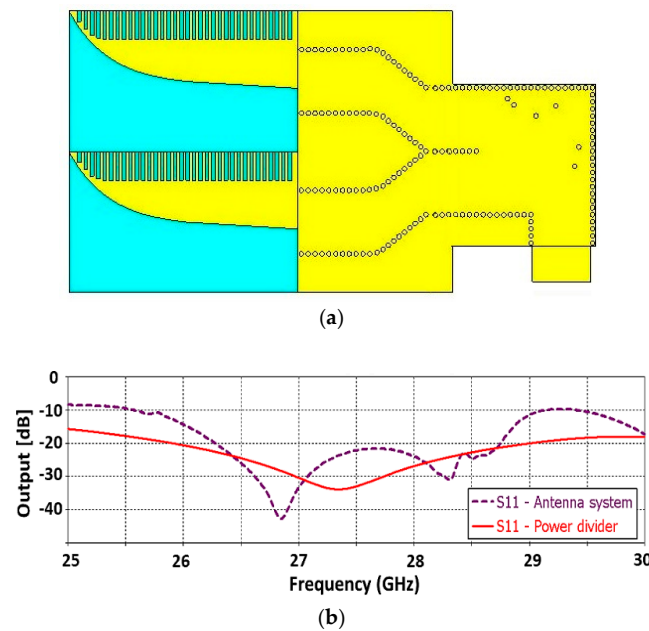 (a)
0
-10
-20
-30
-40
Output [dB]
S11 - Antenna system
S11 - Power divider
25 26 27 28 29 30
Frequency (GHz)
(b)